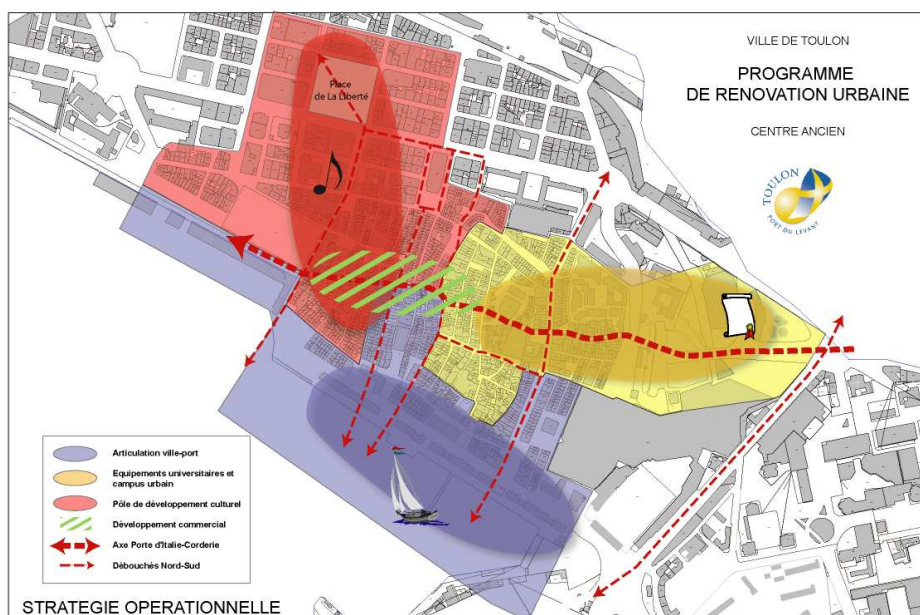 VILLE DE TOULON
PROGRAMME
DE RENOVATION URBAINE
CENTRE ANCIEN
TOULON
PORT DU LEVANT
Place
de La Liberté
Articulation ville-port
Equipements universitaires et
campus urbain
Pôle de développement culturel
Développement commercial
Axe Porte d'Italie-Corderie
Débouchés Nord-Sud
STRATEGIE OPERATIONNELLE